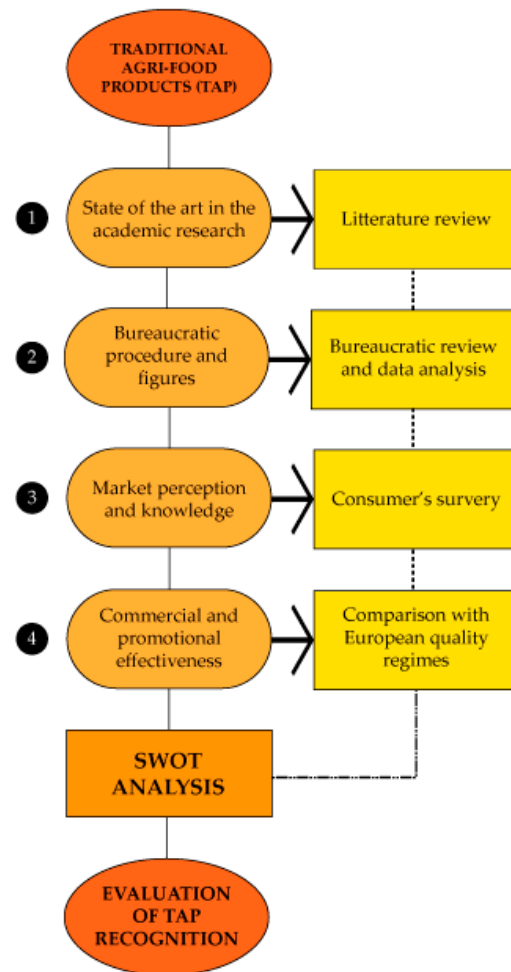 TRADITIONAL
AGRI-FOOD
PRODUCTS (TAP)
1
State of the art in the
academic research
Litterature review
2
Bureaucratic
procedure and
figures
Bureaucratic review
and data analysis
3
Market perception
and knowledge
Consumer's survery
4
Commercial and
promotional
effectiveness
Comparison with
European quality
regimes
SWOT
ANALYSIS
EVALUATION
OF TAP
RECOGNITION